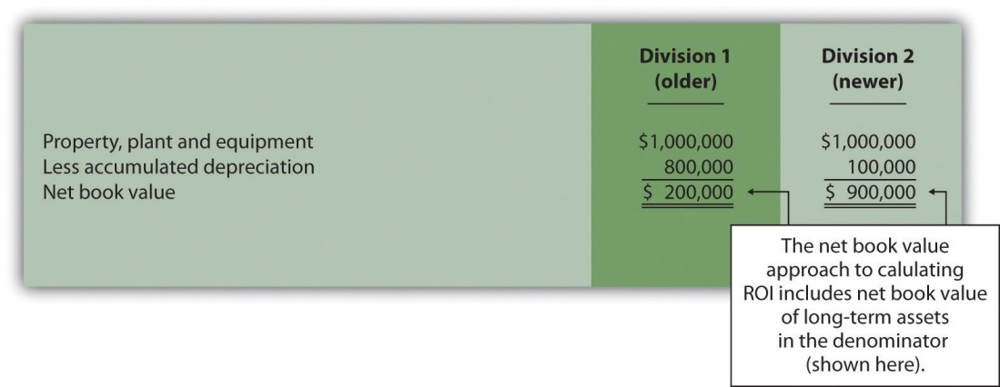 Division 1 Division 2
(older) (newer)
Property, plant and equipment $1,000,000 $1,000,000
Less accumulated depreciation 800,000 100,000
Net book value $ 200,000 $ 900,000
The net book value
approach to calulating
ROI includes net book value
of long-term assets
in the denominator
(shown here).